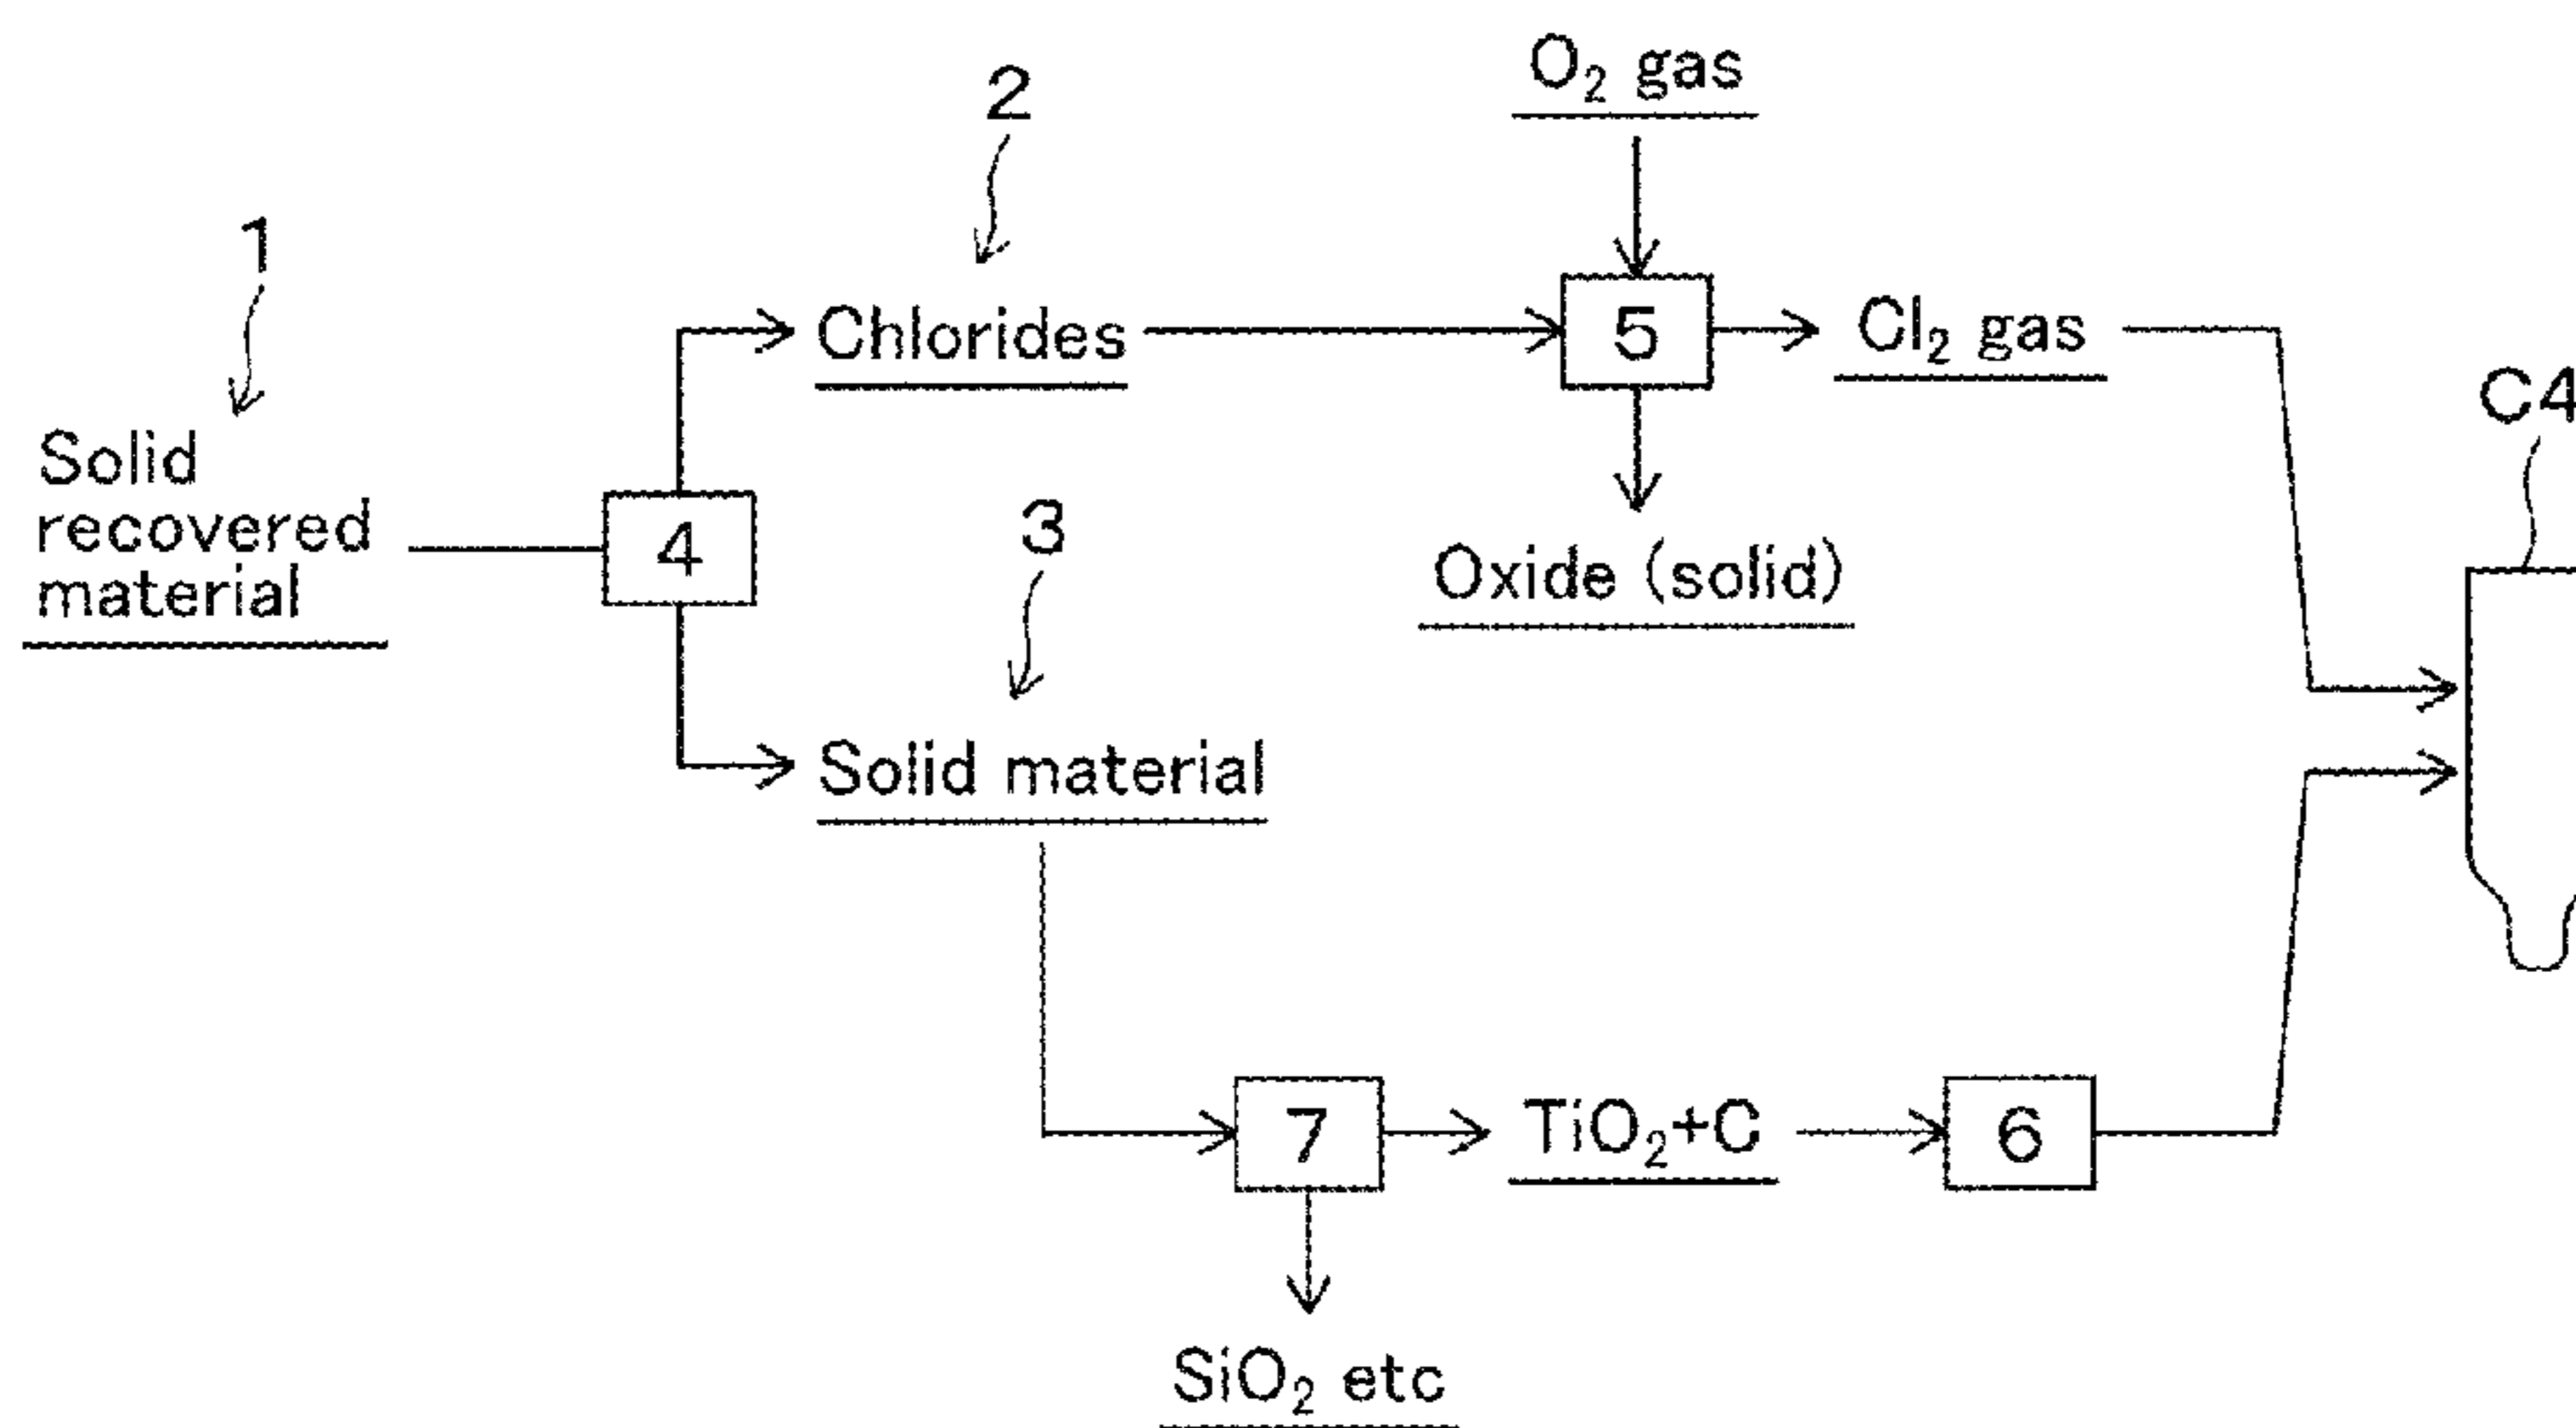 O₂ gas
2
1
Chlorides
5
Cl₂ gas
C4
Solid
recovered
material
4
3
Oxide (solid)
Solid material
7
TiO₂+C
6
SiO₂ etc